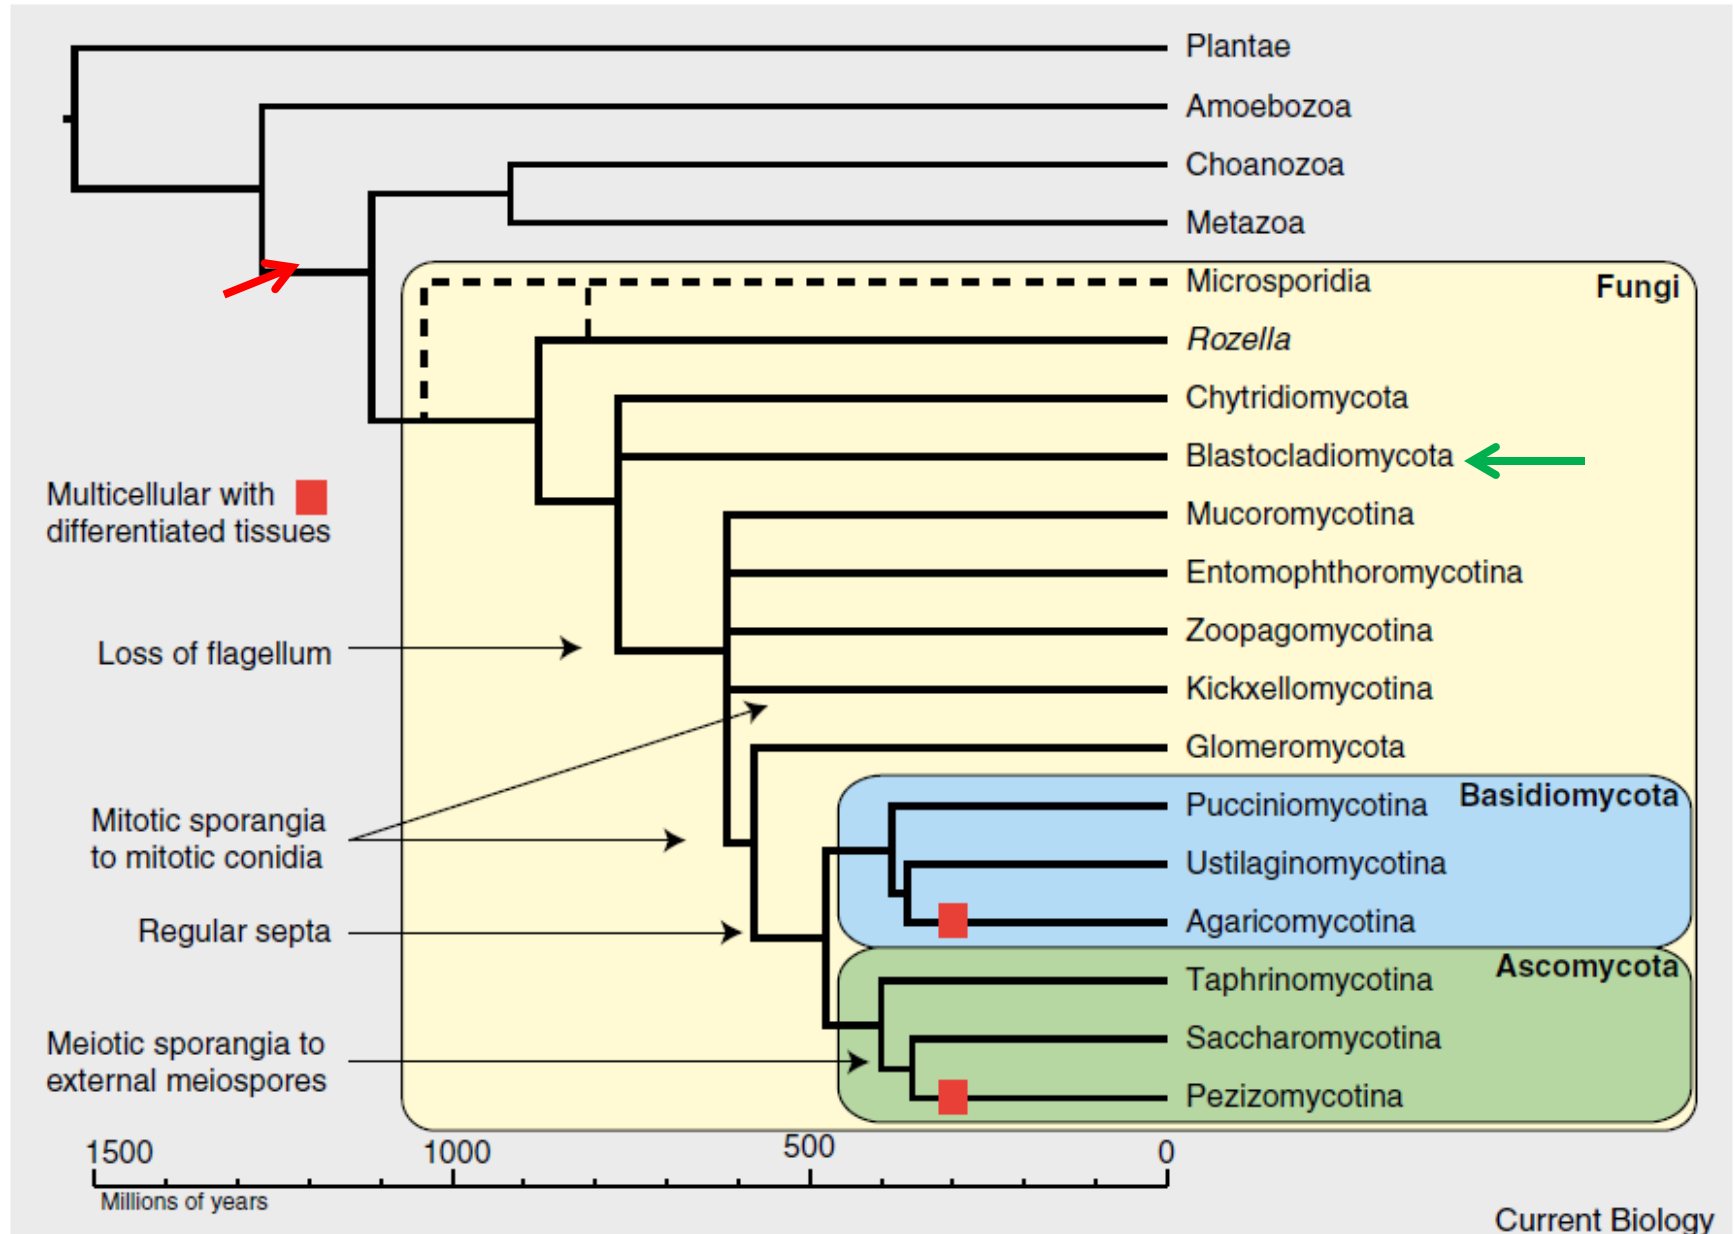 Plantae
Amoebozoa
Choanozoa
Metazoa
Microsporidia
Fungi
Rozella
Chytridiomycota
Blastocladiomycota
Multicellular with
differentiated tissues
Mucoromycotina
Entomophthoromycotina
Zoopagomycotina
Loss of flagellum
Kickxellomycotina
Glomeromycota
Mitotic sporangia
to mitotic conidia
Pucciniomycotina
Basidiomycota
Ustilaginomycotina
Agaricomycotina
Regular septa
Ascomycota
Taphrinomycotina
Saccharomycotina
Meiotic sporangia to
external meiospores
Pezizomycotina
1500 1000 500 0
Millions of years
Current Biology